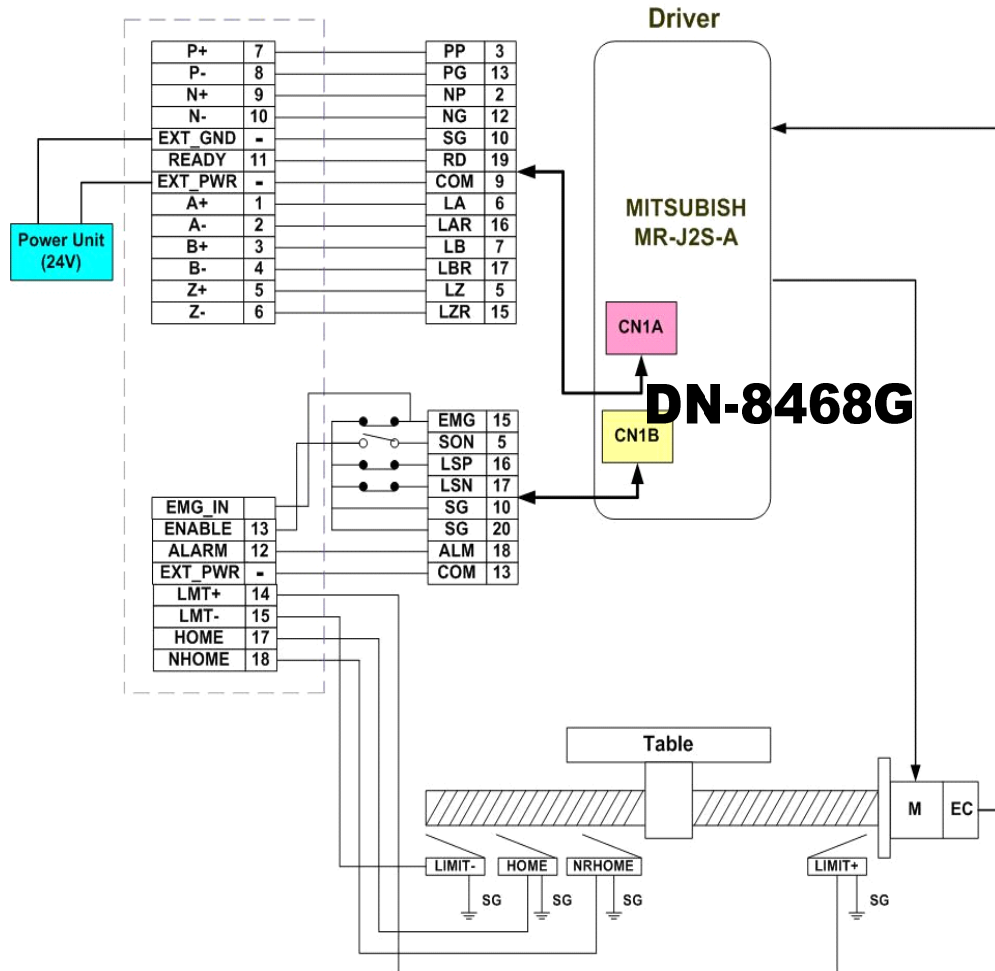 Driver
P+ 7 PP 3
P- 8 PG 13
N+ 9 NP 2
N- 10 NG 12
EXT_GND - SG 10
READY 11 RD 19
EXT_PWR - COM 9
A+ 1 LA 6
A- 2 LAR 16
B+ 3 LB 7
B- 4 LBR 17
Z+ 5 LZ 5
Z- 6 LZR 15
Power Unit
(24V)
MITSUBISH
MR-J2S-A
CN1A
DN-8468G
CN1B
EMG 15
SON 5
LSP 16
LSN 17
EMG_IN SG 10
ENABLE 13 SG 20
ALARM 12 ALM 18
EXT_PWR - COM 13
LMT+ 14
LMT- 15
HOME 17
NHOME 18
Table
M EC
LIMIT- HOME NRHOME LIMIT+
SG SG SG SG